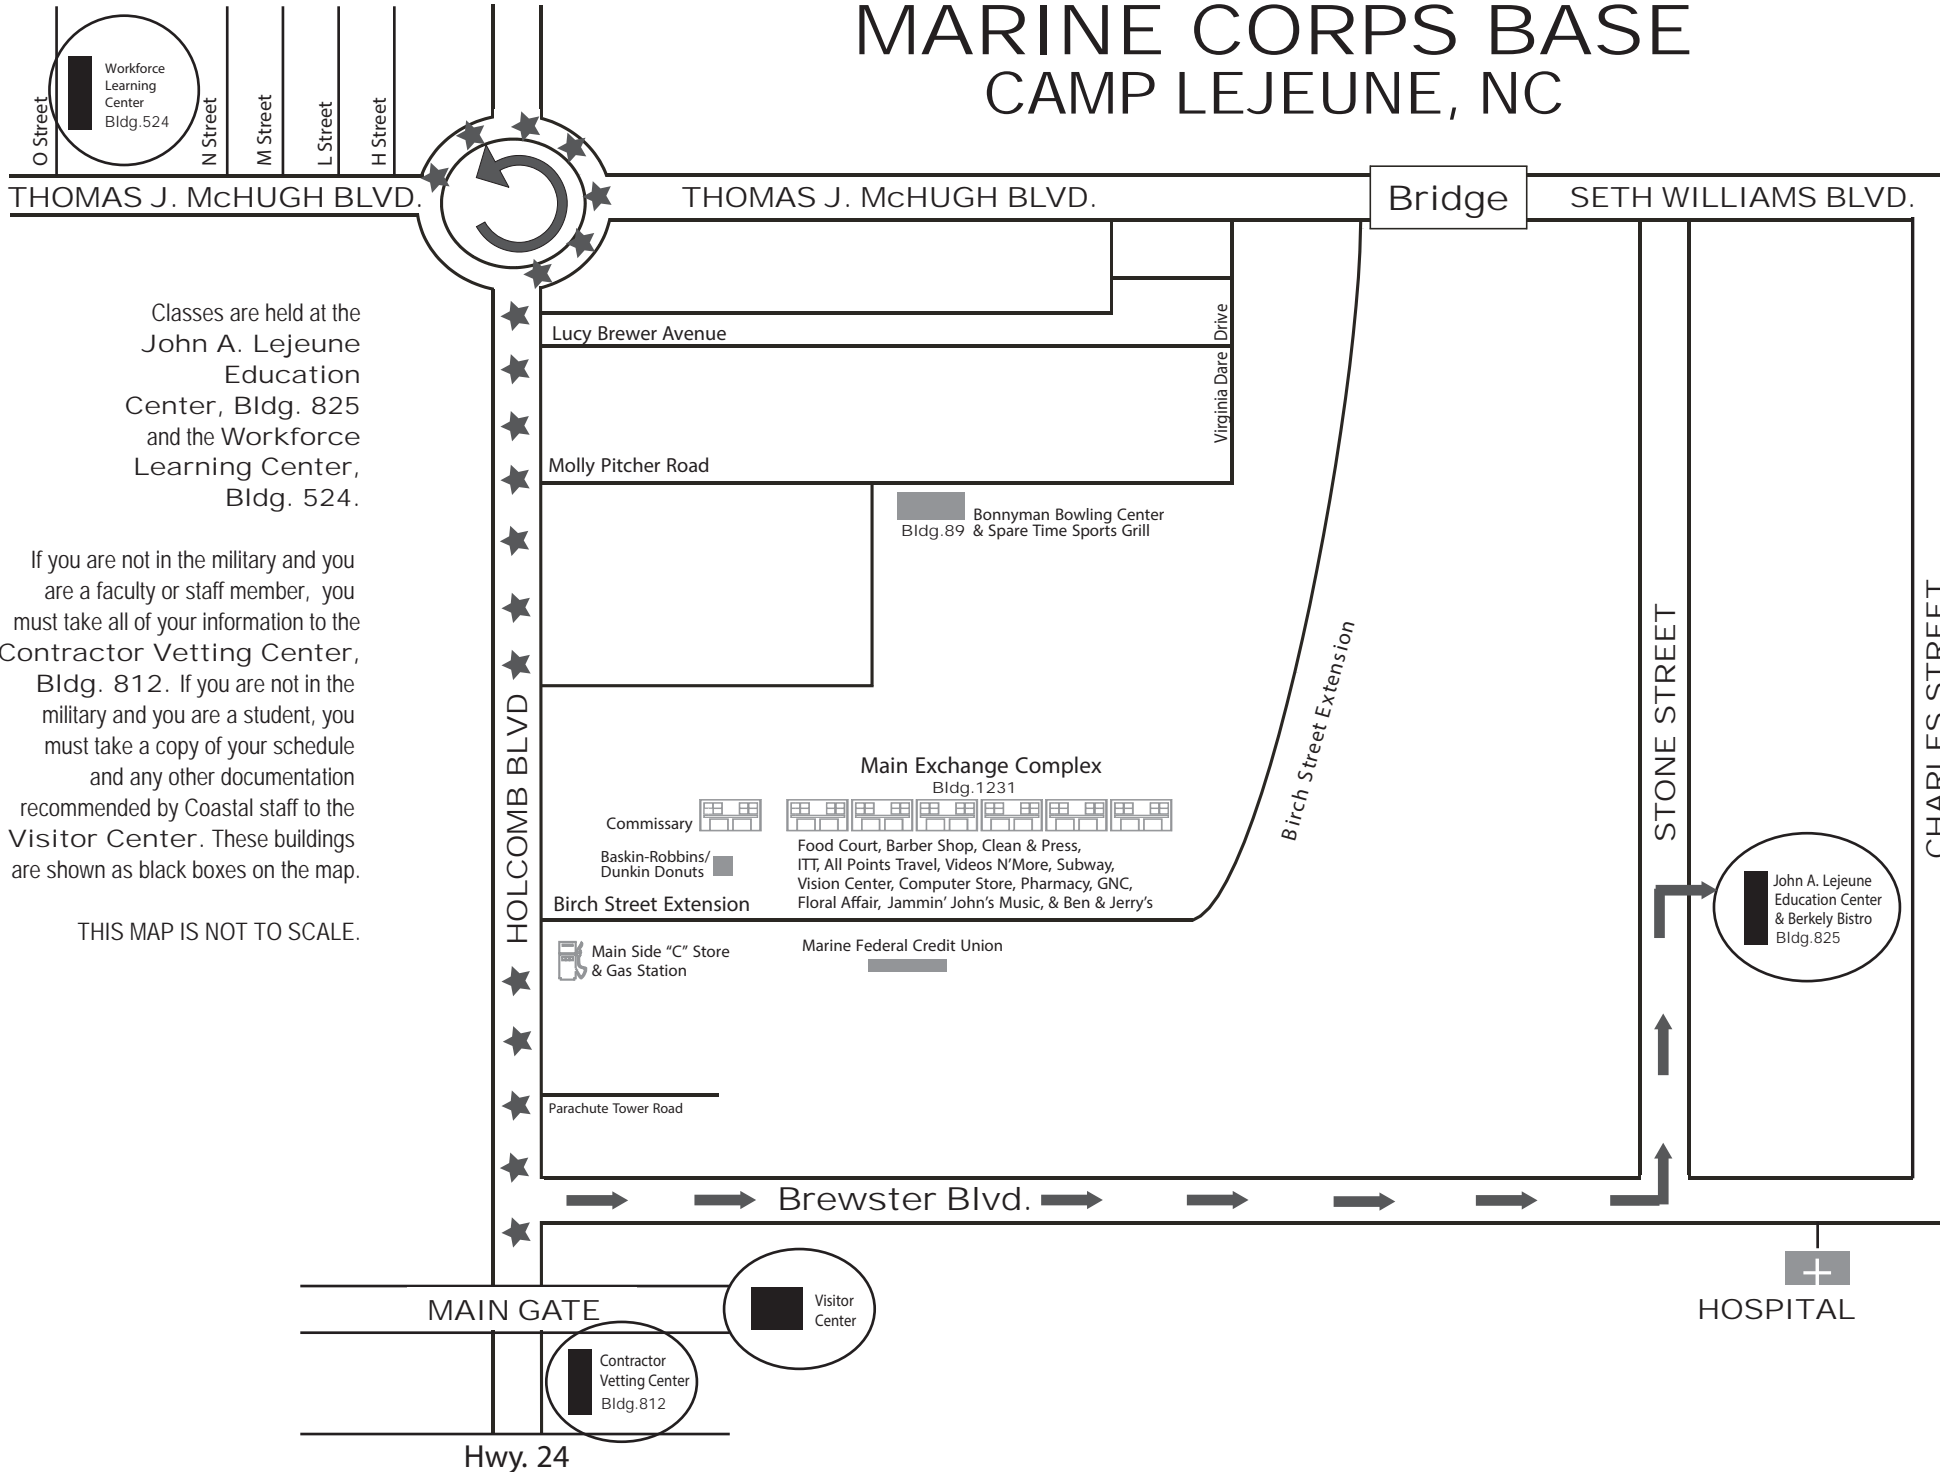 MARINE CORPS BASE
CAMP LEJEUNE, NC
Workforce
Learning
Center
Bldg.524
O Street
N Street
M Street
L Street
H Street
THOMAS J. McHUGH BLVD.
THOMAS J. McHUGH BLVD.
Bridge
SETH WILLIAMS BLVD.
Classes are held at the
John A. Lejeune
Education
Center, Bldg. 825
and the Workforce
Learning Center,
Bldg. 524.
If you are not in the military and you
are a faculty or staff member, you
must take all of your information to the
Contractor Vetting Center,
Bldg. 812. If you are not in the
military and you are a student, you
must take a copy of your schedule
and any other documentation
recommended by Coastal staff to the
Visitor Center. These buildings
are shown as black boxes on the map.
THIS MAP IS NOT TO SCALE.
Lucy Brewer Avenue
Virginia Dare Drive
Molly Pitcher Road
Bldg.89
Bonnyman Bowling Center
& Spare Time Sports Grill
Birch Street Extension
HOLCOMB BLVD
STONE STREET
CHARLES STREET
Main Exchange Complex
Bldg.1231
Commissary
Baskin-Robbins/
Dunkin Donuts
Food Court, Barber Shop, Clean & Press,
ITT, All Points Travel, Videos N'More, Subway,
Vision Center, Computer Store, Pharmacy, GNC,
Floral Affair, Jammin' John's Music, & Ben & Jerry's
Birch Street Extension
Main Side "C" Store
& Gas Station
Marine Federal Credit Union
John A. Lejeune
Education Center
& Berkely Bistro
Bldg.825
Parachute Tower Road
Brewster Blvd.
MAIN GATE
Visitor
Center
HOSPITAL
Contractor
Vetting Center
Bldg.812
Hwy. 24